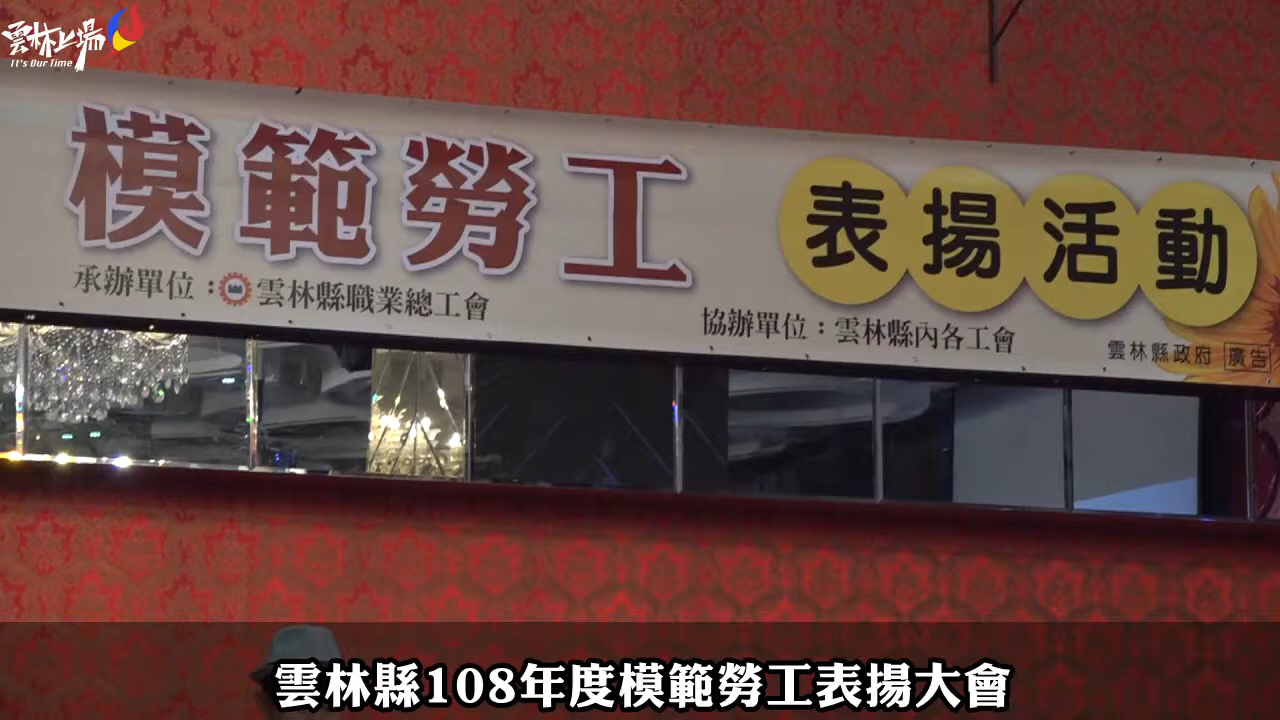 雲林上場
It's Our Time
模範勞工 表揚活動
承辦單位：雲林縣職業總工會
協辦單位：雲林縣內各工會
雲林縣政府 廣告
雲林縣108年度模範勞工表揚大會